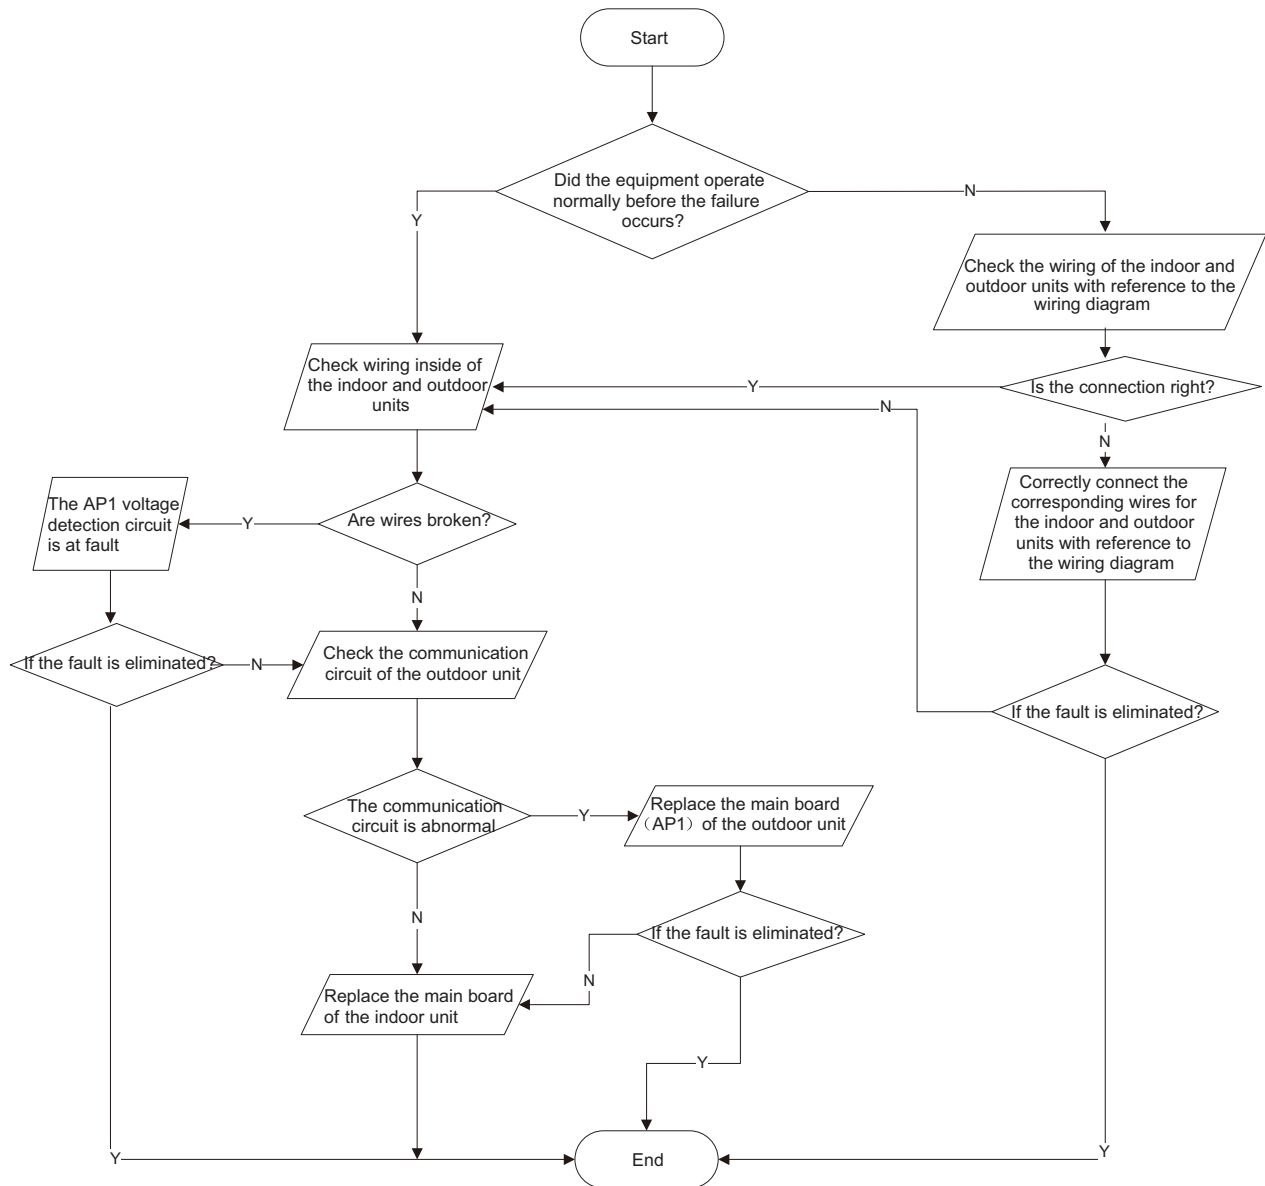 Start
Did the equipment operate
normally before the failure
occurs?
N
Y
Check the wiring of the indoor and
outdoor units with reference to the
wiring diagram
Check wiring inside of
the indoor and outdoor
units
Y
Is the connection right?
N
N
Correctly connect the
corresponding wires for
the indoor and outdoor
units with reference to
the wiring diagram
The AP1 voltage
detection circuit
is at fault
Y
Are wires broken?
N
If the fault is eliminated?
N
Check the communication
circuit of the outdoor unit
If the fault is eliminated?
The communication
circuit is abnormal
Y
Replace the main board
（AP1）of the outdoor unit
N
If the fault is eliminated?
N
Replace the main board
of the indoor unit
Y
Y
End
Y